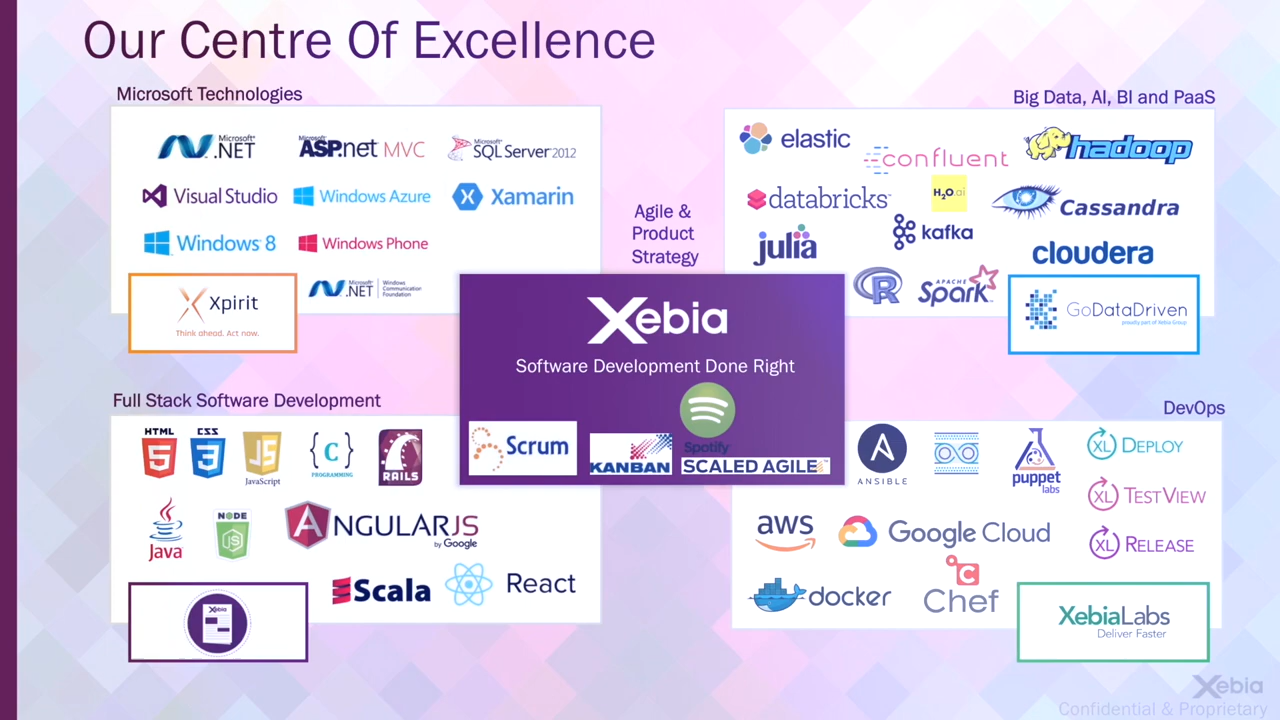 Our Centre Of Excellence
Microsoft Technologies
Microsoft®
.NET
Microsoft®
ASP.net MVC
Microsoft®
SQL Server 2012
Visual Studio
Windows Azure
Xamarin
Windows 8
Windows Phone
Xpirit
Think ahead. Act now.
Microsoft®
.NET
Windows
Communication
Foundation
Agile &
Product
Strategy
Big Data, AI, BI and PaaS
elastic
confluent
hadoop
databricks
H2O.ai
Cassandra
julia
kafka
cloudera
R
APACHE
Spark
GoDataDriven
proudly part of Xebia Group
Xebia
Software Development Done Right
Scrum
KANBAN
Spotify
SCALED AGILE
Full Stack Software Development
HTML
5
CSS
3
JS
JavaScript
C
PROGRAMMING
RAILS
Java
NODE
JS
ANGULARJS
by Google
Scala
React
Xebia
DevOps
A
ANSIBLE
puppet
labs
XL DEPLOY
XL TESTVIEW
XL RELEASE
aws
Google Cloud
docker
C
Chef
XebiaLabs
Deliver Faster
Xebia
Confidential & Proprietary